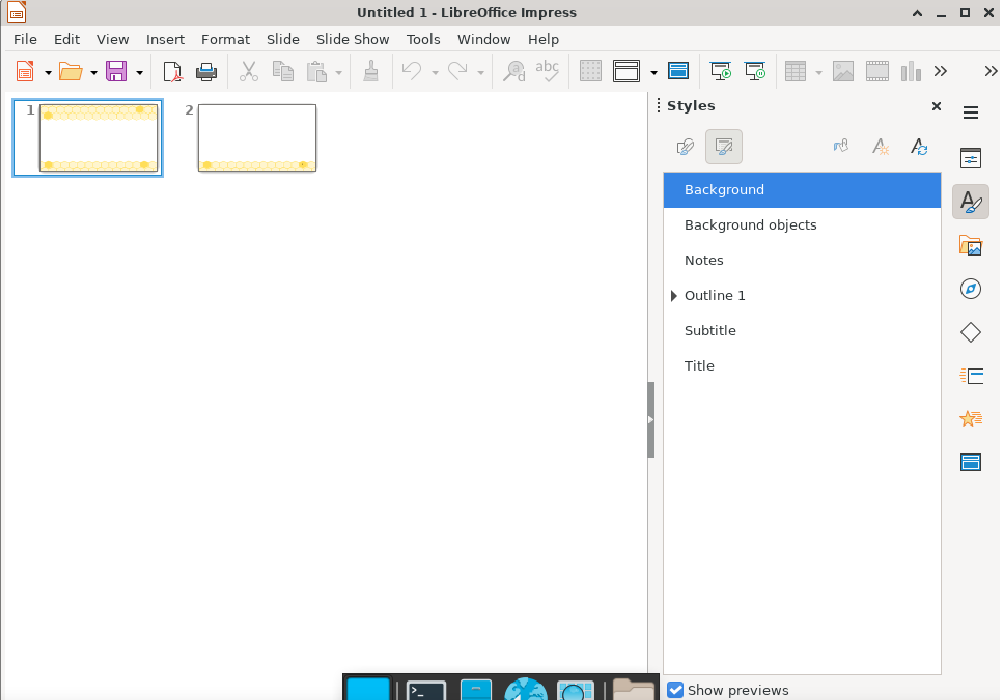 Untitled 1 - LibreOffice Impress
File Edit View Insert Format Slide Slide Show Tools Window Help
abc
1 2
Styles
Background
Background objects
Notes
Outline 1
Subtitle
Title
Show previews